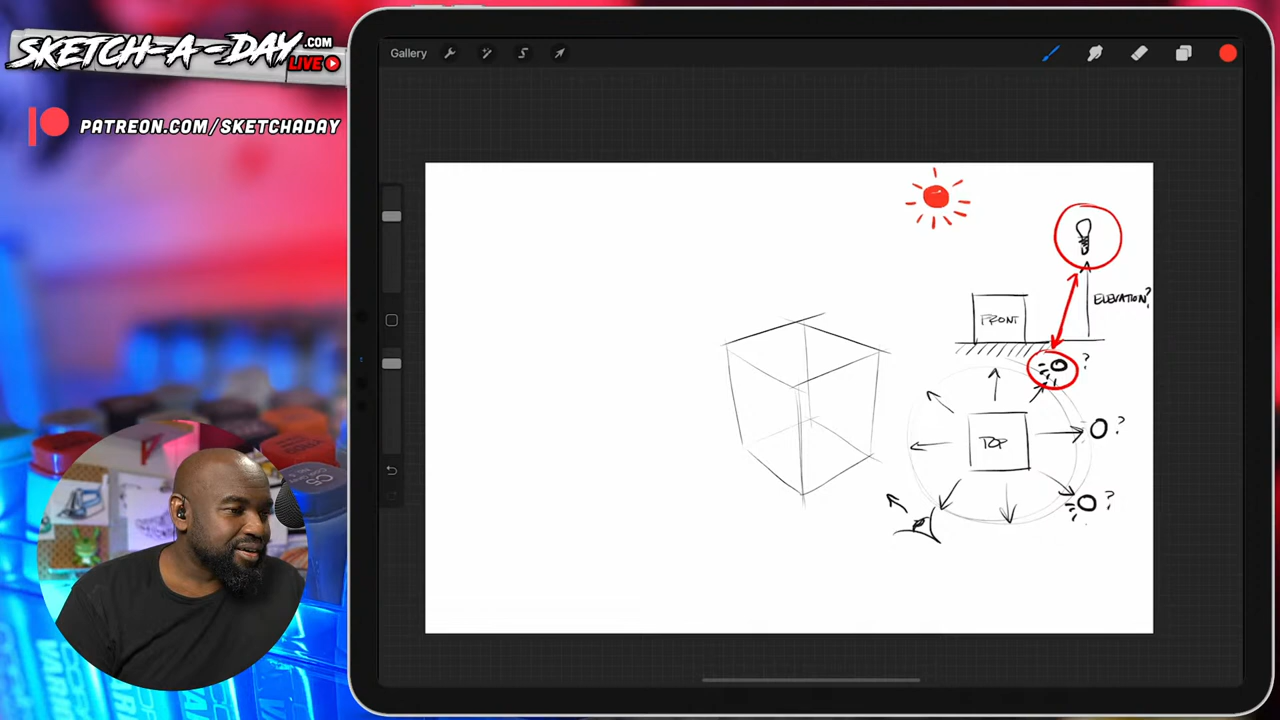 SKETCH-A-DAY.COM
LIVE
PATREON.COM/SKETCHADAY
Gallery
ELEVATION?
FRONT
?
TOP
?
?